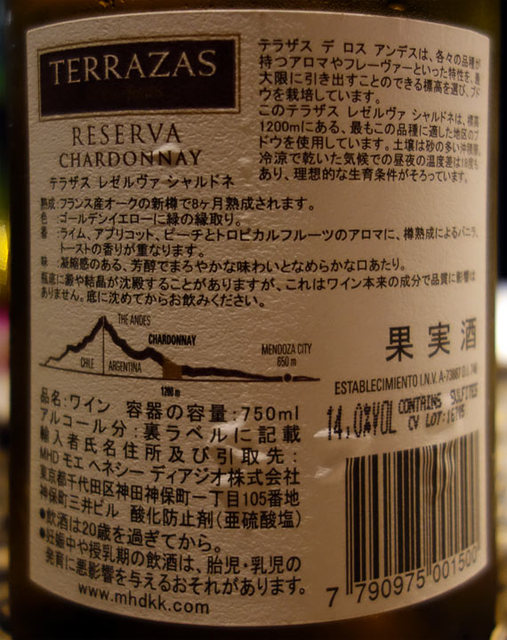 TERRAZAS
RESERVA
CHARDONNAY
テラザス レゼルヴァ シャルドネ
テラザス デ ロス アンデスは、各々の品種が
持つアロマやフレーヴァーといった特性を、最
大限に引き出すことのできる標高を選び、ブド
ウを栽培しています。
このテラザス レゼルヴァ シャルドネは、標高
1200mにある、最もこの品種に適した地区のブ
ドウを使用しています。土壌は砂の多い沖積層。
冷涼で乾いた気候での昼夜の温度差は18度も
あり、理想的な生育条件がそろっています。
熟成:フランス産オークの新樽で8ヶ月熟成されます。
色 :ゴールデンイエローに緑の縁取り。
香 :ライム、アプリコット、ピーチとトロピカルフルーツのアロマに、樽熟成によるバニラ、
トーストの香りが重なります。
味 :凝縮感のある、芳醇でまろやかな味わいとなめらかな口あたり。
瓶底に澱や結晶が沈殿することがありますが、これはワイン本来の成分で品質に影響は
ありません。底に沈めてからお飲みください。
THE ANDES
CHARDONNAY
CHILE
ARGENTINA
MENDOZA CITY
650 m
1200 m
果実酒
ESTABLECIMIENTO I.N.V. A-73667
14,0%VOL CONTAINS SULFITES
CV LOT:
品名:ワイン 容器の容量:750ml
アルコール分:裏ラベルに記載
輸入者氏名住所及び引取先:
MHD モエ ヘネシー ディアジオ株式会社
東京都千代田区神田神保町一丁目105番地
神保町三井ビル 酸化防止剤(亜硫酸塩)
●飲酒は20歳を過ぎてから。
●妊娠中や授乳期の飲酒は、胎児・乳児の
発育に悪影響を与えるおそれがあります。
www.mhdkk.com
7 790975 001500